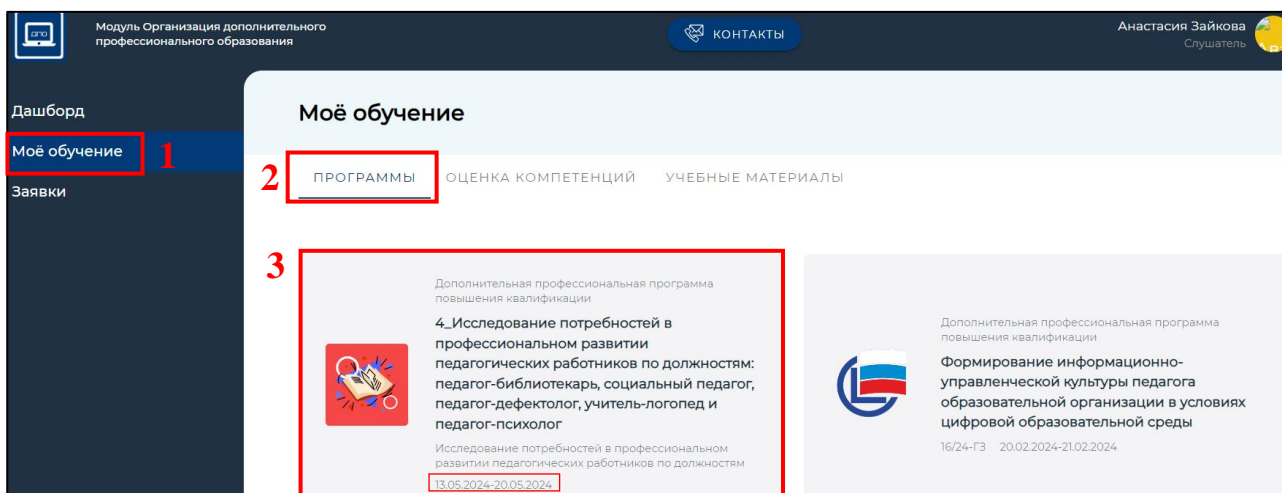 дпо
Модуль Организация дополнительного
профессионального образования
КОНТАКТЫ
Анастасия Зайкова
Слушатель
Дашборд
Моё обучение
1
Заявки
Моё обучение
2
ПРОГРАММЫ
ОЦЕНКА КОМПЕТЕНЦИЙ
УЧЕБНЫЕ МАТЕРИАЛЫ
3
Дополнительная профессиональная программа
повышения квалификации
4_Исследование потребностей в
профессиональном развитии
педагогических работников по должностям:
педагог-библиотекарь, социальный педагог,
педагог-дефектолог, учитель-логопед и
педагог-психолог
Исследование потребностей в профессиональном
развитии педагогических работников по должностям
13.05.2024-20.05.2024
Дополнительная профессиональная программа
повышения квалификации
Формирование информационно-
управленческой культуры педагога
образовательной организации в условиях
цифровой образовательной среды
16/24-ГЗ 20.02.2024-21.02.2024